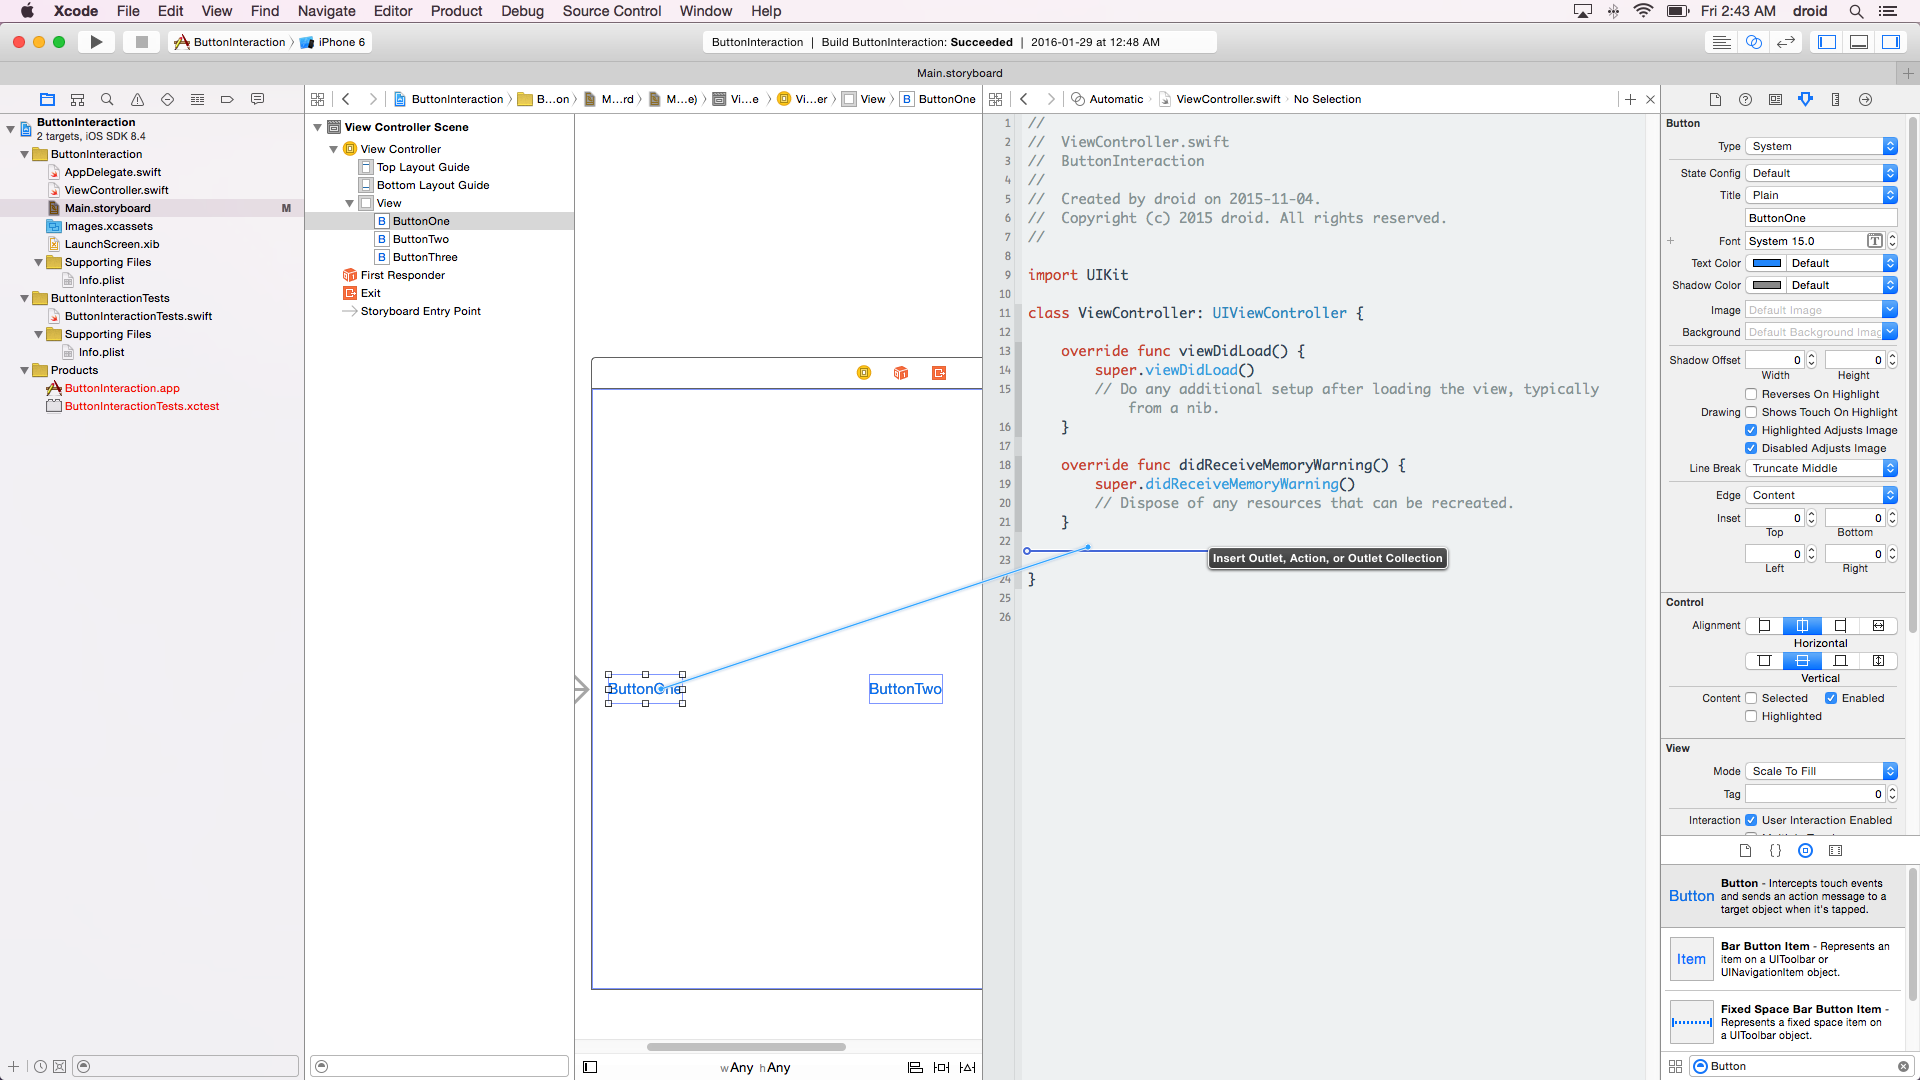 Xcode File Edit View Find Navigate Editor Product Debug Source Control Window Help Fri 2:43 AM droid
ButtonInteraction iPhone 6
ButtonInteraction | Build ButtonInteraction: Succeeded | 2016-01-29 at 12:48 AM
Main.storyboard
ButtonInteraction
2 targets, iOS SDK 8.4
ButtonInteraction
AppDelegate.swift
ViewController.swift
Main.storyboard M
Images.xcassets
LaunchScreen.xib
Supporting Files
Info.plist
ButtonInteractionTests
ButtonInteractionTests.swift
Supporting Files
Info.plist
Products
ButtonInteraction.app
ButtonInteractionTests.xctest
ButtonInteraction B...on M...rd M...e) Vi...e Vi...er View B ButtonOne
View Controller Scene
View Controller
Top Layout Guide
Bottom Layout Guide
View
B ButtonOne
B ButtonTwo
B ButtonThree
First Responder
Exit
Storyboard Entry Point
ButtonOne
ButtonTwo
wAny hAny
Automatic ViewController.swift No Selection
1 //
2 //  ViewController.swift
3 //  ButtonInteraction
4 //
5 //  Created by droid on 2015-11-04.
6 //  Copyright (c) 2015 droid. All rights reserved.
7 //
8
9 import UIKit
10
11 class ViewController: UIViewController {
12
13 override func viewDidLoad() {
14 super.viewDidLoad()
15 // Do any additional setup after loading the view, typically
from a nib.
16 }
17
18 override func didReceiveMemoryWarning() {
19 super.didReceiveMemoryWarning()
20 // Dispose of any resources that can be recreated.
21 }
22
Insert Outlet, Action, or Outlet Collection
23
24 }
25
26
Button
Type System
State Config Default
Title Plain
ButtonOne
Font System 15.0 T
Text Color Default
Shadow Color Default
Image Default Image
Background Default Background Imag
Shadow Offset 0 0
Width Height
Reverses On Highlight
Drawing Shows Touch On Highlight
Highlighted Adjusts Image
Disabled Adjusts Image
Line Break Truncate Middle
Edge Content
Inset 0 0
Top Bottom
0 0
Left Right
Control
Alignment
Horizontal
Vertical
Content Selected Enabled
Highlighted
View
Mode Scale To Fill
Tag 0
Interaction User Interaction Enabled
{}
Button Button - Intercepts touch events
and sends an action message to a
target object when it's tapped.
Item Bar Button Item - Represents an
item on a UIToolbar or
UINavigationItem object.
Fixed Space Bar Button Item -
Represents a fixed space item on
a UIToolbar object.
Button